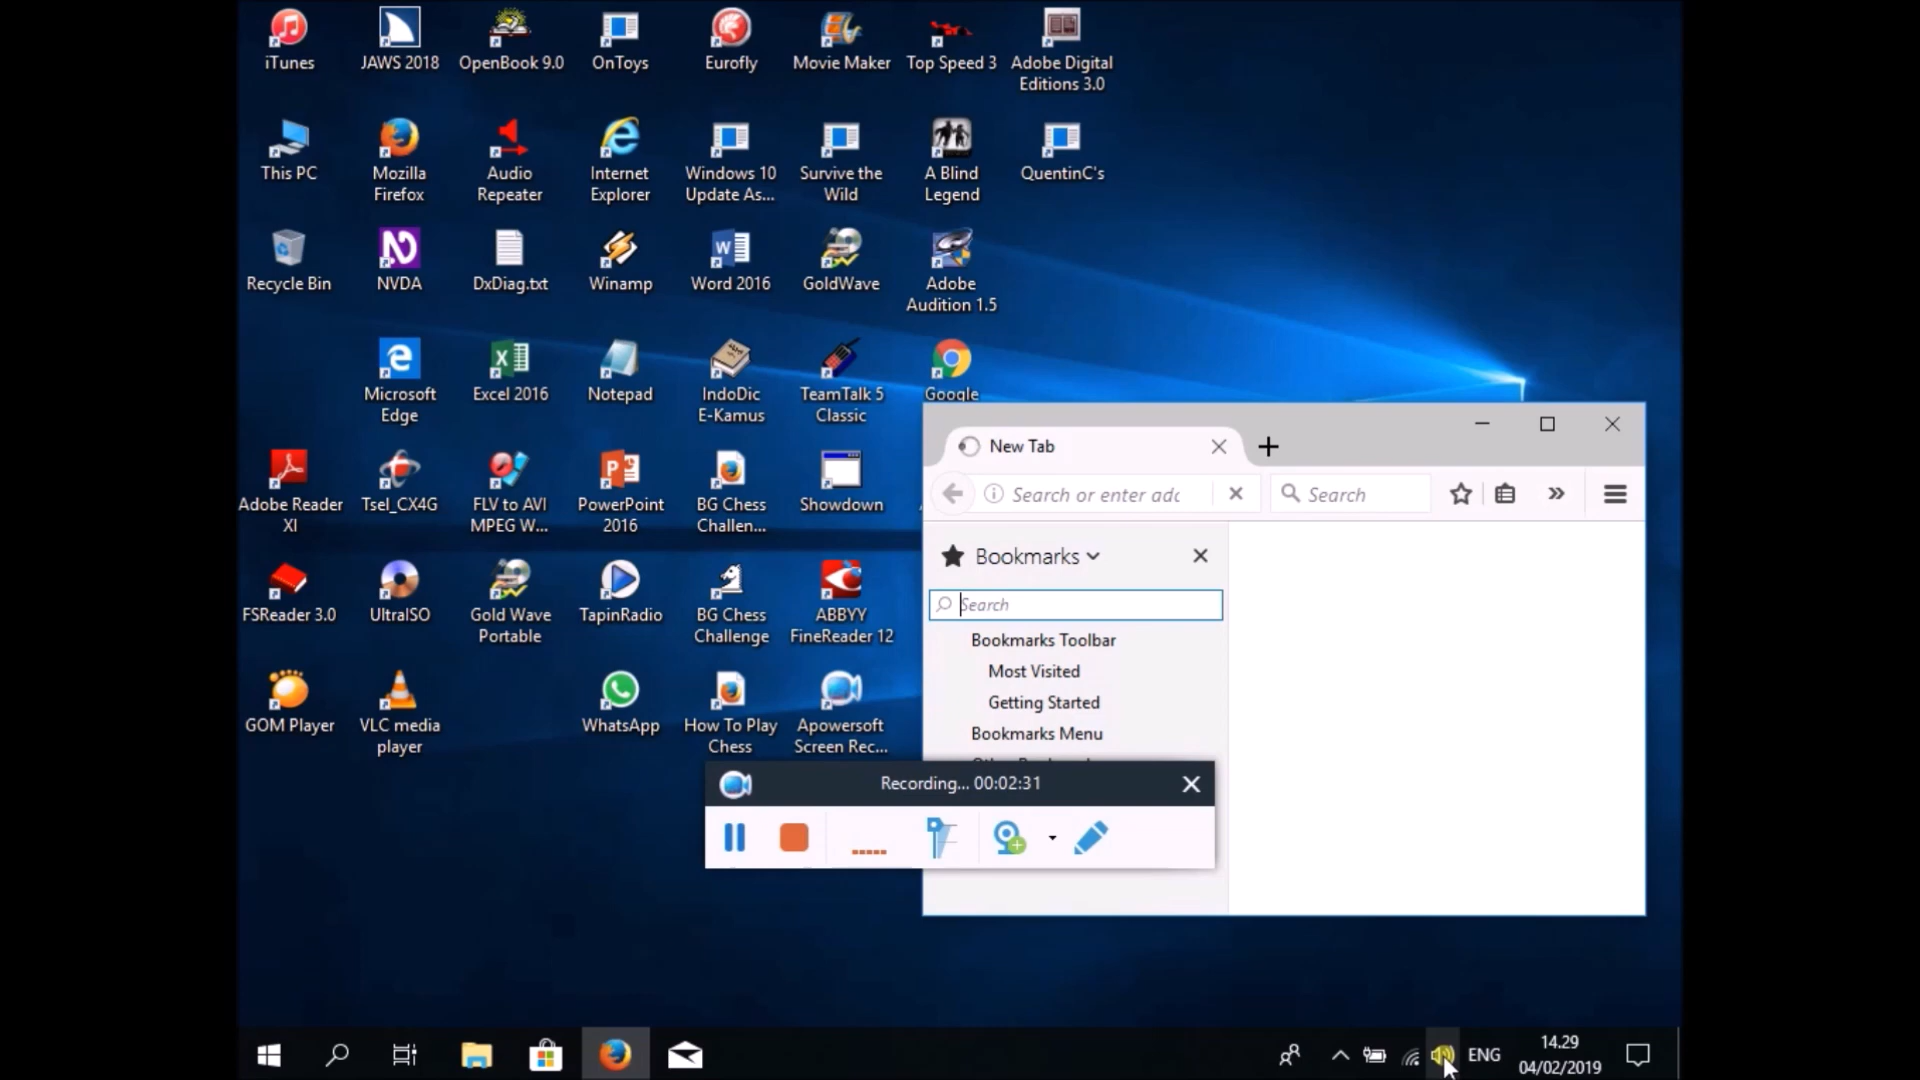 iTunes
JAWS 2018
OpenBook 9.0
OnToys
Eurofly
Movie Maker
Top Speed 3
Adobe Digital
Editions 3.0
This PC
Mozilla
Firefox
Audio
Repeater
Internet
Explorer
Windows 10
Update As...
Survive the
Wild
A Blind
Legend
QuentinC's
Recycle Bin
NVDA
DxDiag.txt
Winamp
Word 2016
GoldWave
Adobe
Audition 1.5
Microsoft
Edge
Excel 2016
Notepad
IndoDic
E-Kamus
TeamTalk 5
Classic
Google
Adobe Reader
XI
Tsel_CX4G
FLV to AVI
MPEG W...
PowerPoint
2016
BG Chess
Challen...
Showdown
FSReader 3.0
UltraISO
Gold Wave
Portable
TapinRadio
BG Chess
Challenge
ABBYY
FineReader 12
GOM Player
VLC media
player
WhatsApp
How To Play
Chess
Apowersoft
Screen Rec...
New Tab
Search or enter adc
Search
Bookmarks
Search
Bookmarks Toolbar
Most Visited
Getting Started
Bookmarks Menu
Recording... 00:02:31
ENG
14.29
04/02/2019